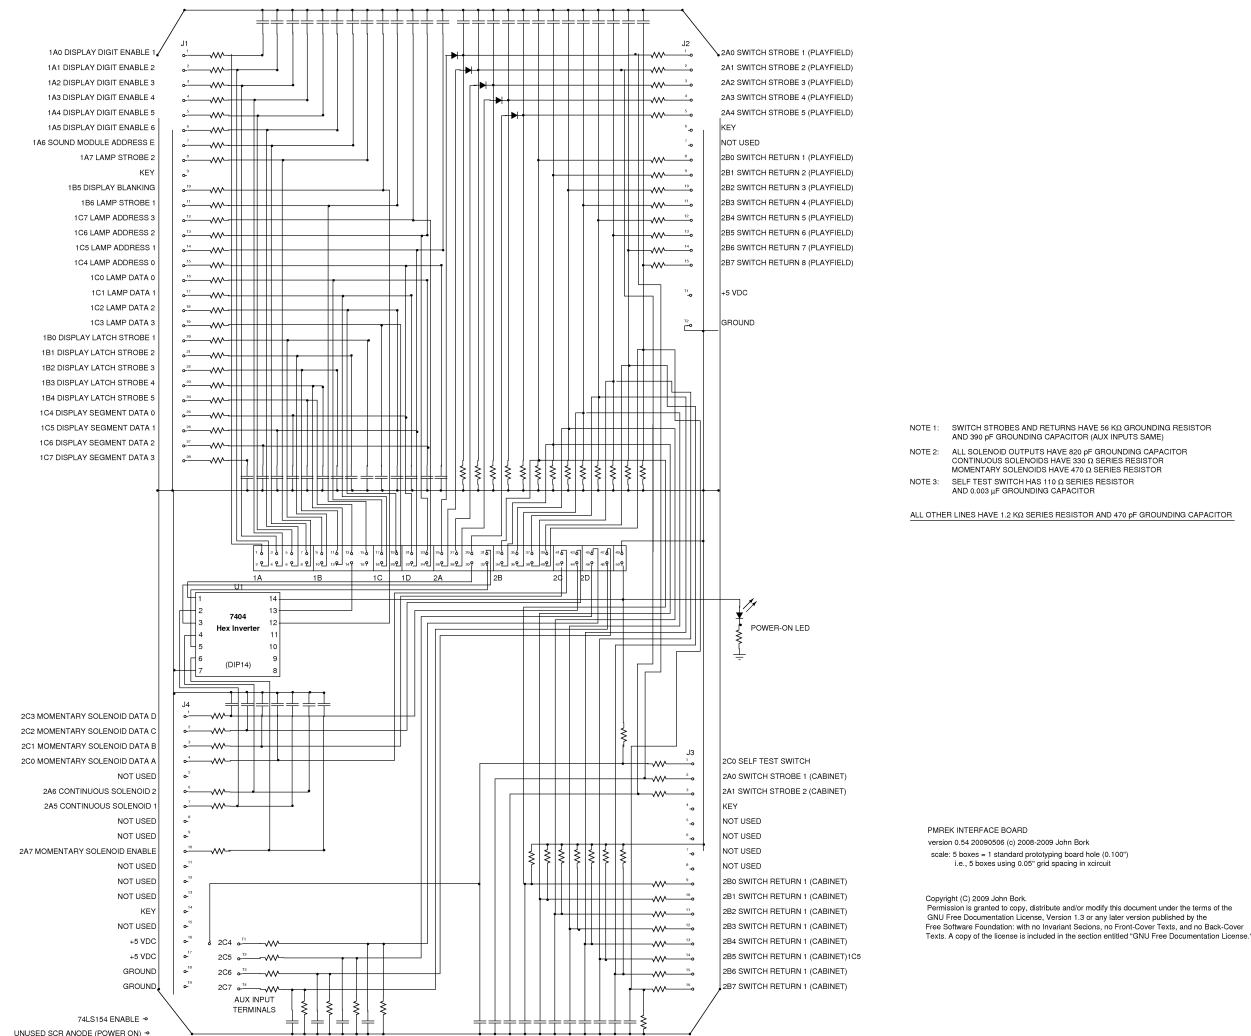 J1
1A0 DISPLAY DIGIT ENABLE 1
1A1 DISPLAY DIGIT ENABLE 2
1A2 DISPLAY DIGIT ENABLE 3
1A3 DISPLAY DIGIT ENABLE 4
1A4 DISPLAY DIGIT ENABLE 5
1A5 DISPLAY DIGIT ENABLE 6
1A6 SOUND MODULE ADDRESS E
1A7 LAMP STROBE 2
KEY
1B5 DISPLAY BLANKING
1B6 LAMP STROBE 1
1C7 LAMP ADDRESS 3
1C6 LAMP ADDRESS 2
1C5 LAMP ADDRESS 1
1C4 LAMP ADDRESS 0
1C0 LAMP DATA 0
1C1 LAMP DATA 1
1C2 LAMP DATA 2
1C3 LAMP DATA 3
1B0 DISPLAY LATCH STROBE 1
1B1 DISPLAY LATCH STROBE 2
1B2 DISPLAY LATCH STROBE 3
1B3 DISPLAY LATCH STROBE 4
1B4 DISPLAY LATCH STROBE 5
1C4 DISPLAY SEGMENT DATA 0
1C5 DISPLAY SEGMENT DATA 1
1C6 DISPLAY SEGMENT DATA 2
1C7 DISPLAY SEGMENT DATA 3
J2
2A0 SWITCH STROBE 1 (PLAYFIELD)
2A1 SWITCH STROBE 2 (PLAYFIELD)
2A2 SWITCH STROBE 3 (PLAYFIELD)
2A3 SWITCH STROBE 4 (PLAYFIELD)
2A4 SWITCH STROBE 5 (PLAYFIELD)
KEY
NOT USED
2B0 SWITCH RETURN 1 (PLAYFIELD)
2B1 SWITCH RETURN 2 (PLAYFIELD)
2B2 SWITCH RETURN 3 (PLAYFIELD)
2B3 SWITCH RETURN 4 (PLAYFIELD)
2B4 SWITCH RETURN 5 (PLAYFIELD)
2B5 SWITCH RETURN 6 (PLAYFIELD)
2B6 SWITCH RETURN 7 (PLAYFIELD)
2B7 SWITCH RETURN 8 (PLAYFIELD)
+5 VDC
GROUND
NOTE 1: SWITCH STROBES AND RETURNS HAVE 56 KΩ GROUNDING RESISTOR
AND 390 pF GROUNDING CAPACITOR (AUX INPUTS SAME)
NOTE 2: ALL SOLENOID OUTPUTS HAVE 820 pF GROUNDING CAPACITOR
CONTINUOUS SOLENOIDS HAVE 330 Ω SERIES RESISTOR
MOMENTARY SOLENOIDS HAVE 470 Ω SERIES RESISTOR
NOTE 3: SELF TEST SWITCH HAS 110 Ω SERIES RESISTOR
AND 0.003 µF GROUNDING CAPACITOR
ALL OTHER LINES HAVE 1.2 KΩ SERIES RESISTOR AND 470 pF GROUNDING CAPACITOR
1A 1B 1C 1D 2A 2B 2C 2D
U1
1 14
2 13
3 12
4 11
5 10
6 9
7 8
7404
Hex Inverter
(DIP14)
POWER-ON LED
J4
2C3 MOMENTARY SOLENOID DATA D
2C2 MOMENTARY SOLENOID DATA C
2C1 MOMENTARY SOLENOID DATA B
2C0 MOMENTARY SOLENOID DATA A
NOT USED
2A6 CONTINUOUS SOLENOID 2
2A5 CONTINUOUS SOLENOID 1
NOT USED
NOT USED
2A7 MOMENTARY SOLENOID ENABLE
NOT USED
NOT USED
NOT USED
KEY
NOT USED
+5 VDC
+5 VDC
GROUND
GROUND
74LS154 ENABLE
UNUSED SCR ANODE (POWER ON)
2C4
2C5
2C6
2C7
AUX INPUT
TERMINALS
J3
2C0 SELF TEST SWITCH
2A0 SWITCH STROBE 1 (CABINET)
2A1 SWITCH STROBE 2 (CABINET)
KEY
NOT USED
NOT USED
NOT USED
NOT USED
2B0 SWITCH RETURN 1 (CABINET)
2B1 SWITCH RETURN 1 (CABINET)
2B2 SWITCH RETURN 1 (CABINET)
2B3 SWITCH RETURN 1 (CABINET)
2B4 SWITCH RETURN 1 (CABINET)
2B5 SWITCH RETURN 1 (CABINET)1C5
2B6 SWITCH RETURN 1 (CABINET)
2B7 SWITCH RETURN 1 (CABINET)
PMREK INTERFACE BOARD
version 0.54 20090506 (c) 2008-2009 John Bork
scale: 5 boxes = 1 standard prototyping board hole (0.100")
i.e., 5 boxes using 0.05" grid spacing in xcircuit
Copyright (C) 2009 John Bork.
Permission is granted to copy, distribute and/or modify this document under the terms of the
GNU Free Documentation License, Version 1.3 or any later version published by the
Free Software Foundation: with no Invariant Secions, no Front-Cover Texts, and no Back-Cover
Texts. A copy of the license is included in the section entitled "GNU Free Documentation License."